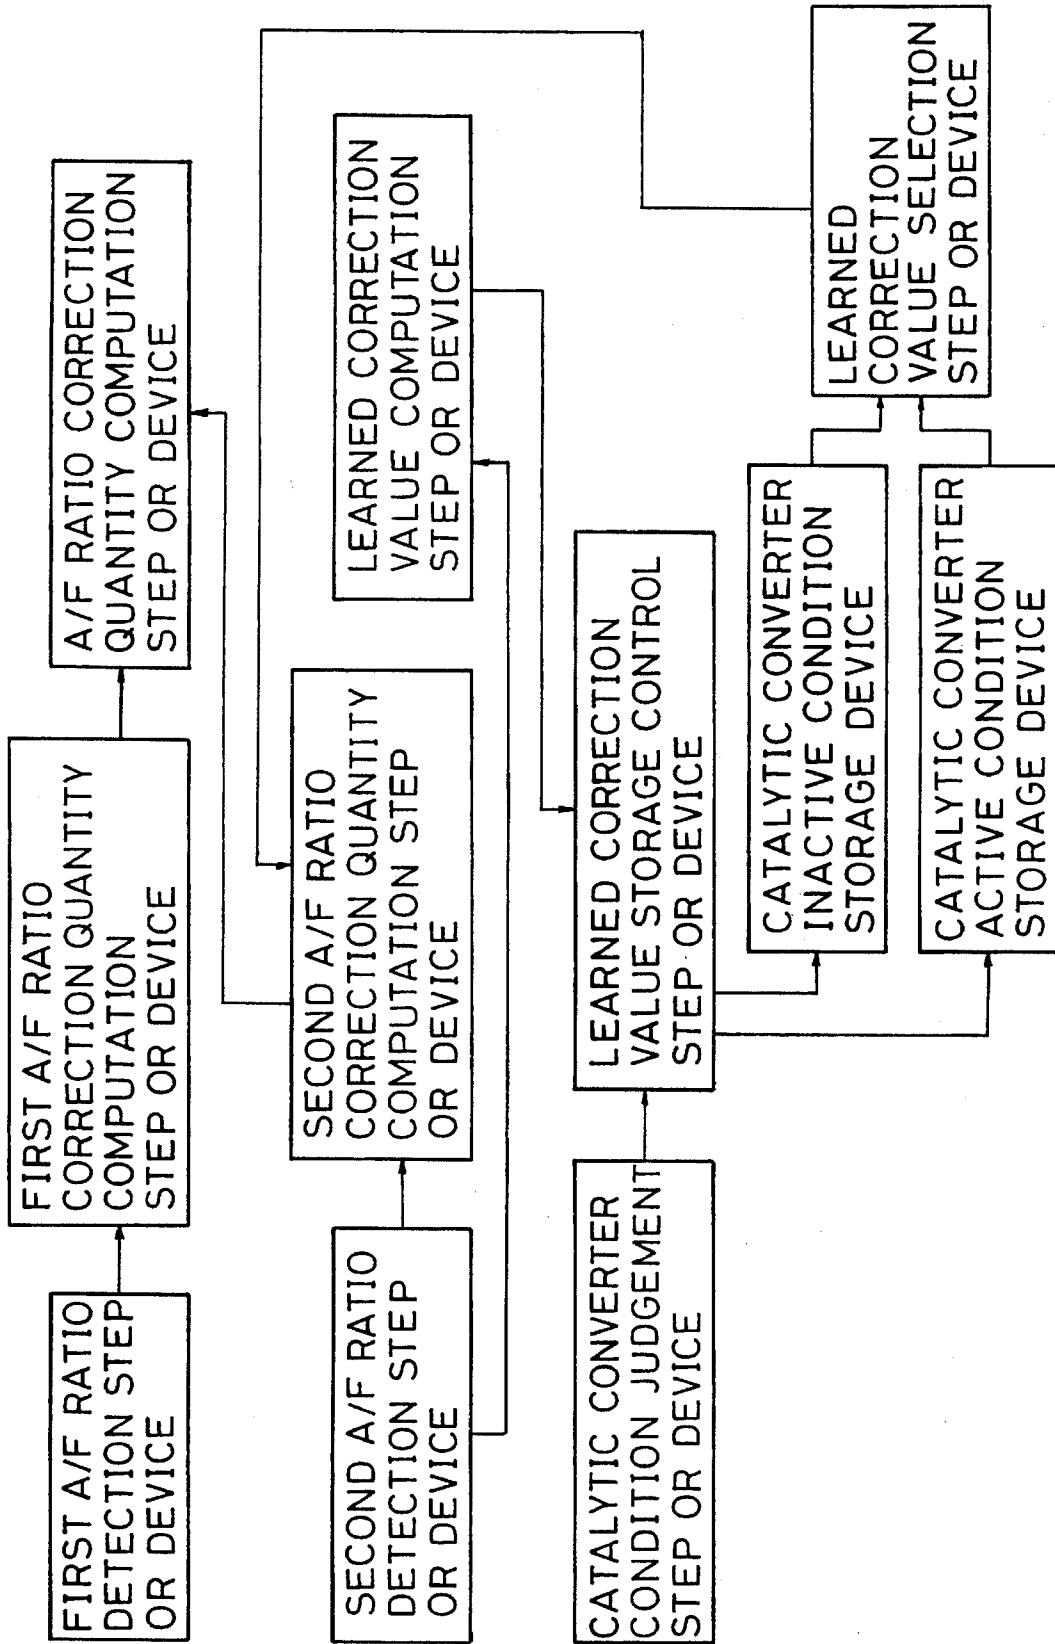 FIRST A/F RATIO
DETECTION STEP
OR DEVICE
FIRST A/F RATIO
CORRECTION QUANTITY
COMPUTATION
STEP OR DEVICE
A/F RATIO CORRECTION
QUANTITY COMPUTATION
STEP OR DEVICE
SECOND A/F RATIO
DETECTION STEP
OR DEVICE
SECOND A/F RATIO
CORRECTION QUANTITY
COMPUTATION STEP
OR DEVICE
LEARNED CORRECTION
VALUE COMPUTATION
STEP OR DEVICE
CATALYTIC CONVERTER
CONDITION JUDGEMENT
STEP OR DEVICE
LEARNED CORRECTION
VALUE STORAGE CONTROL
STEP OR DEVICE
CATALYTIC CONVERTER
INACTIVE CONDITION
STORAGE DEVICE
CATALYTIC CONVERTER
ACTIVE CONDITION
STORAGE DEVICE
LEARNED
CORRECTION
VALUE SELECTION
STEP OR DEVICE